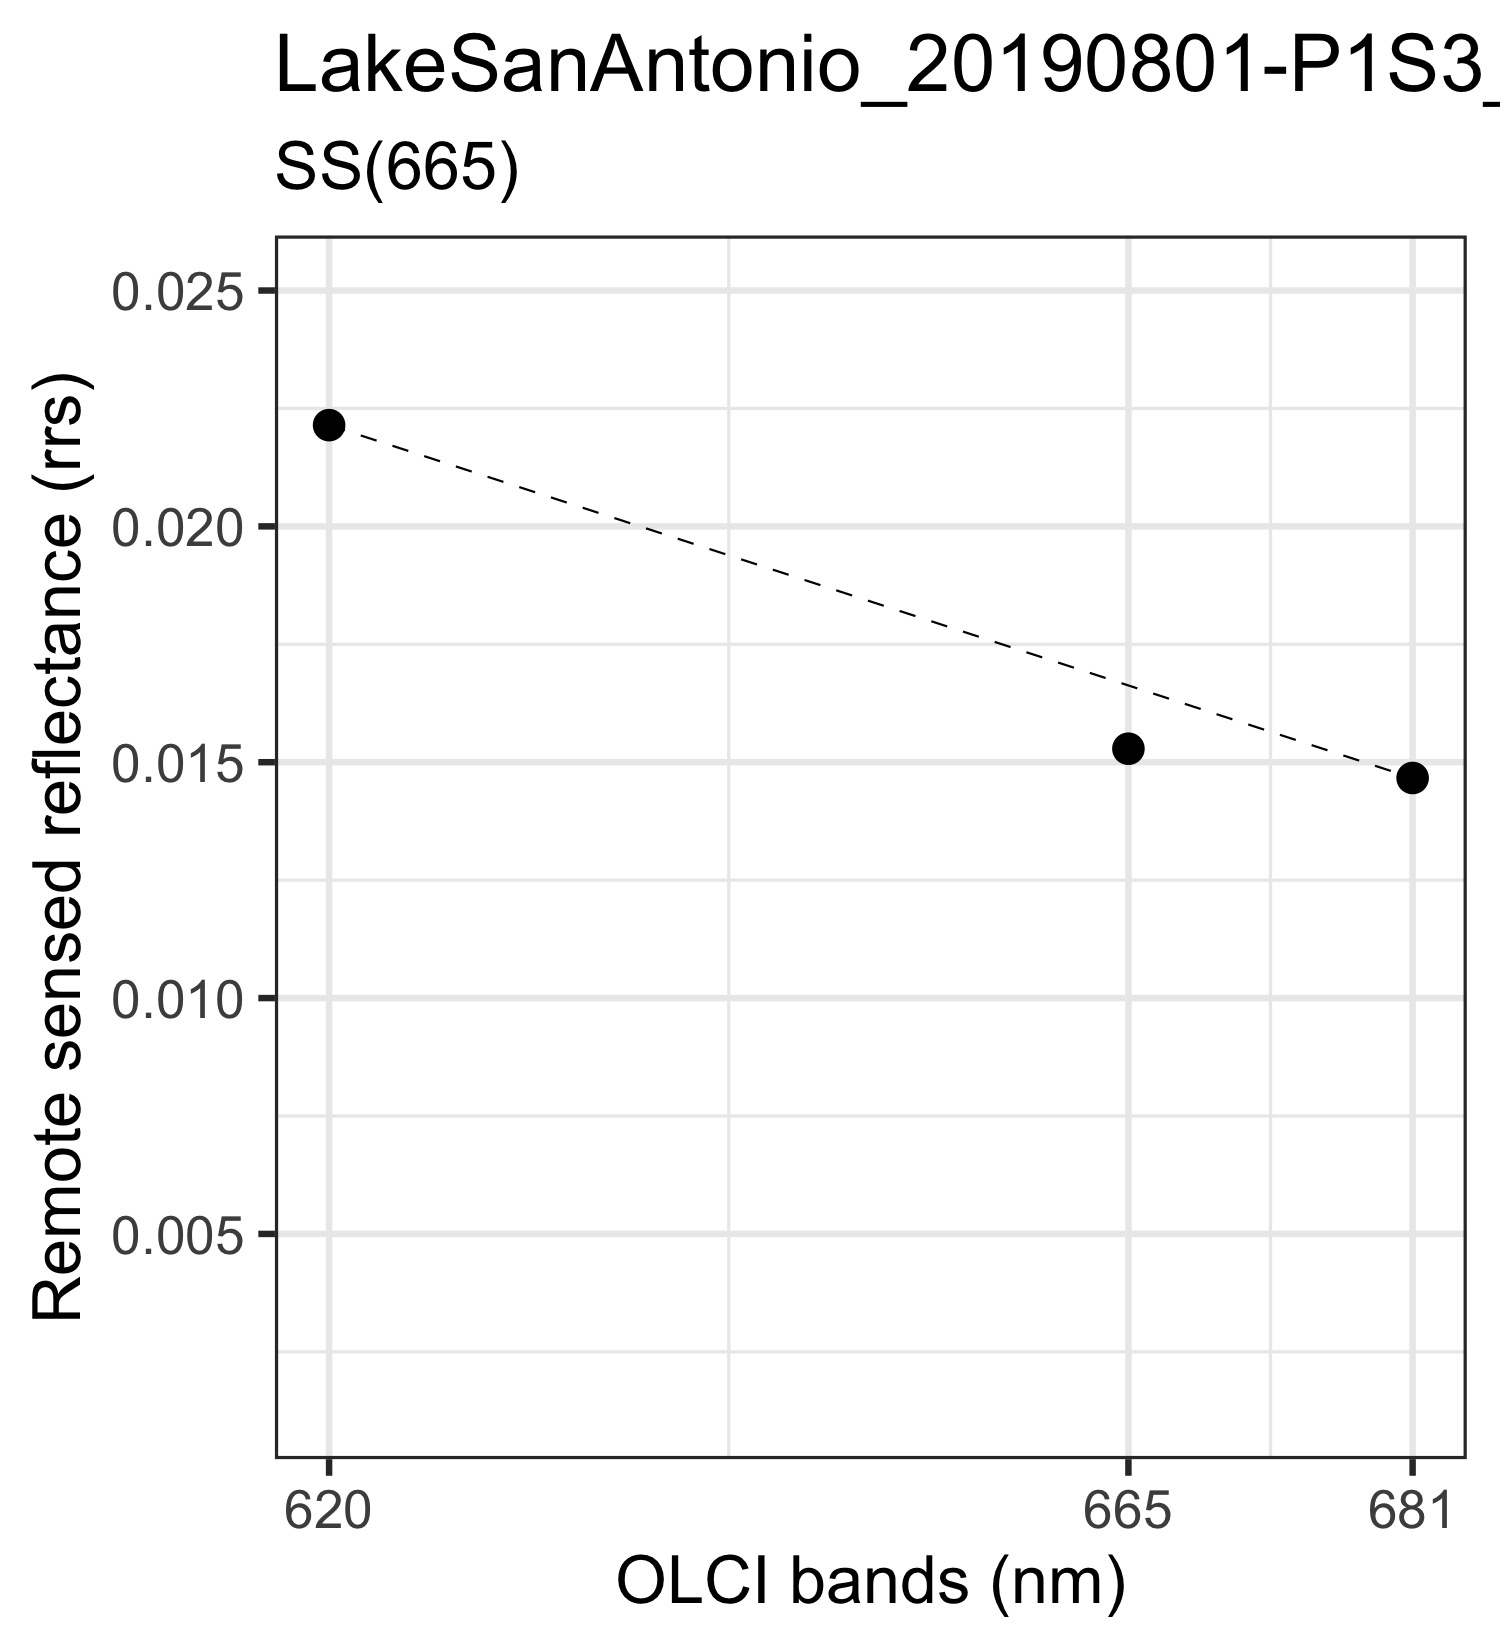 LakeSanAntonio_20190801-P1S3_
SS(665)
0.025
0.020
0.015
0.010
0.005
Remote sensed reflectance (rrs)
620
665
681
OLCI bands (nm)